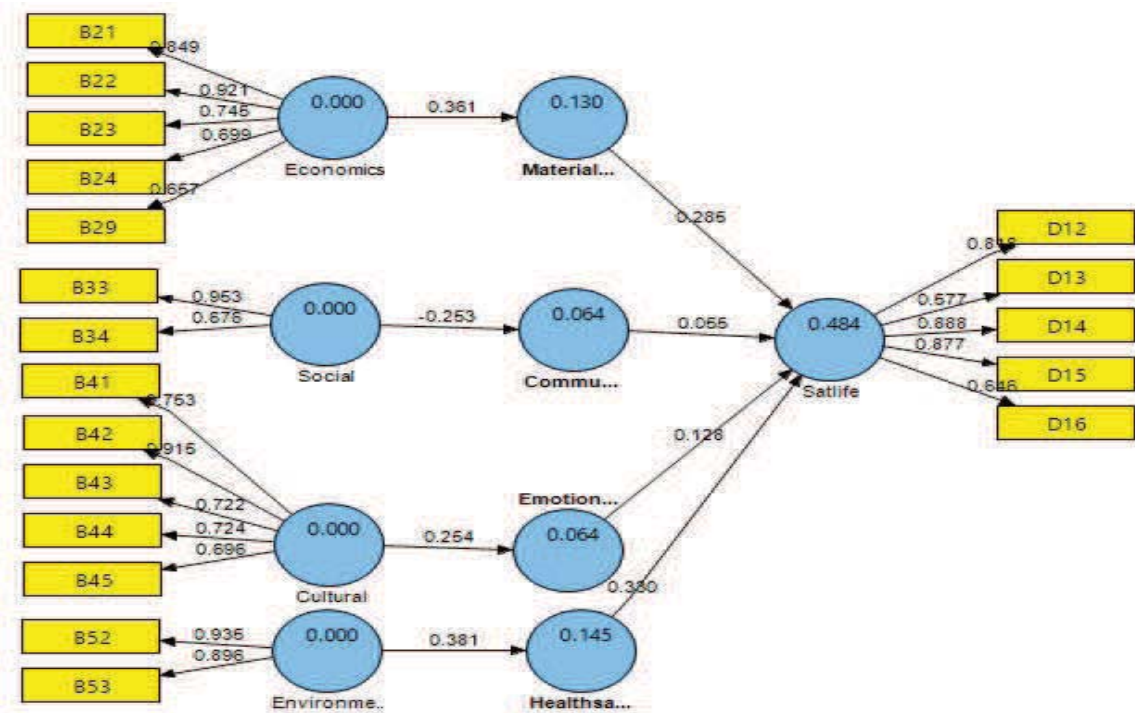 B21
B22
B23
B24
B29
0.849
0.921
0.745
0.699
0.657
0.000
Economics
0.361
0.130
Material...
0.285
B33
B34
0.953
0.676
0.000
Social
-0.253
0.064
Commu...
0.055
B41
B42
B43
B44
B45
0.753
0.915
0.722
0.724
0.696
0.000
Cultural
0.254
Emotion...
0.064
0.128
B52
B53
0.935
0.896
0.000
Environme..
0.381
0.145
Healthsa...
0.330
0.484
Satlife
0.888
0.877
0.646
D12
D13
D14
D15
D16